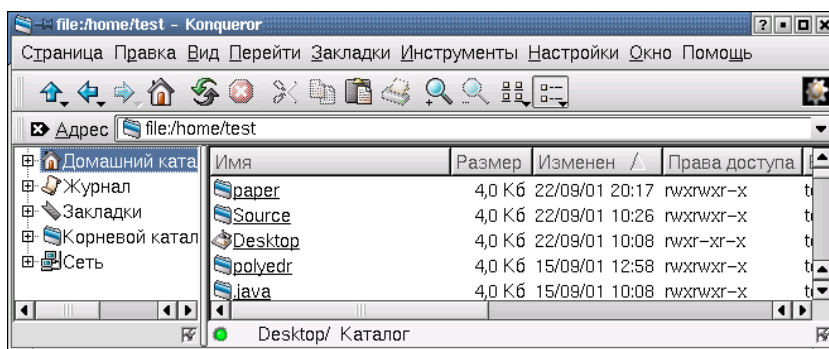 file:/home/test - Konqueror
Страница Правка Вид Перейти Закладки Инструменты Настройки Окно Помощь
Адрес file:/home/test
Домашний ката
Журнал
Закладки
Корневой катал
Сеть
Имя Размер Изменен Права доступа
paper 4,0 Кб 22/09/01 20:17 rwxrwxr-x
Source 4,0 Кб 22/09/01 10:26 rwxrwxr-x
Desktop 4,0 Кб 22/09/01 10:08 rwxr-xr-x
polyedr 4,0 Кб 15/09/01 12:58 rwxrwxr-x
.java 4,0 Кб 15/09/01 10:08 rwxrwxr-x
Desktop/ Каталог